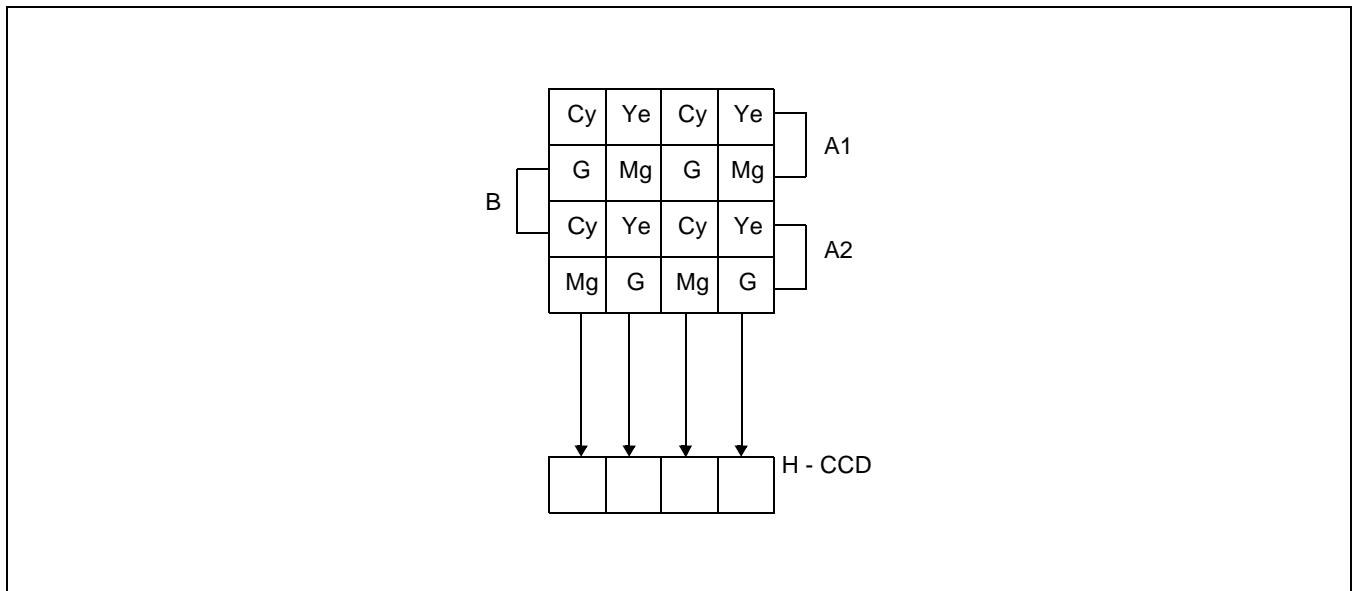 Cy Ye Cy Ye
A1
G Mg G Mg
B
Cy Ye Cy Ye
A2
Mg G Mg G
H - CCD